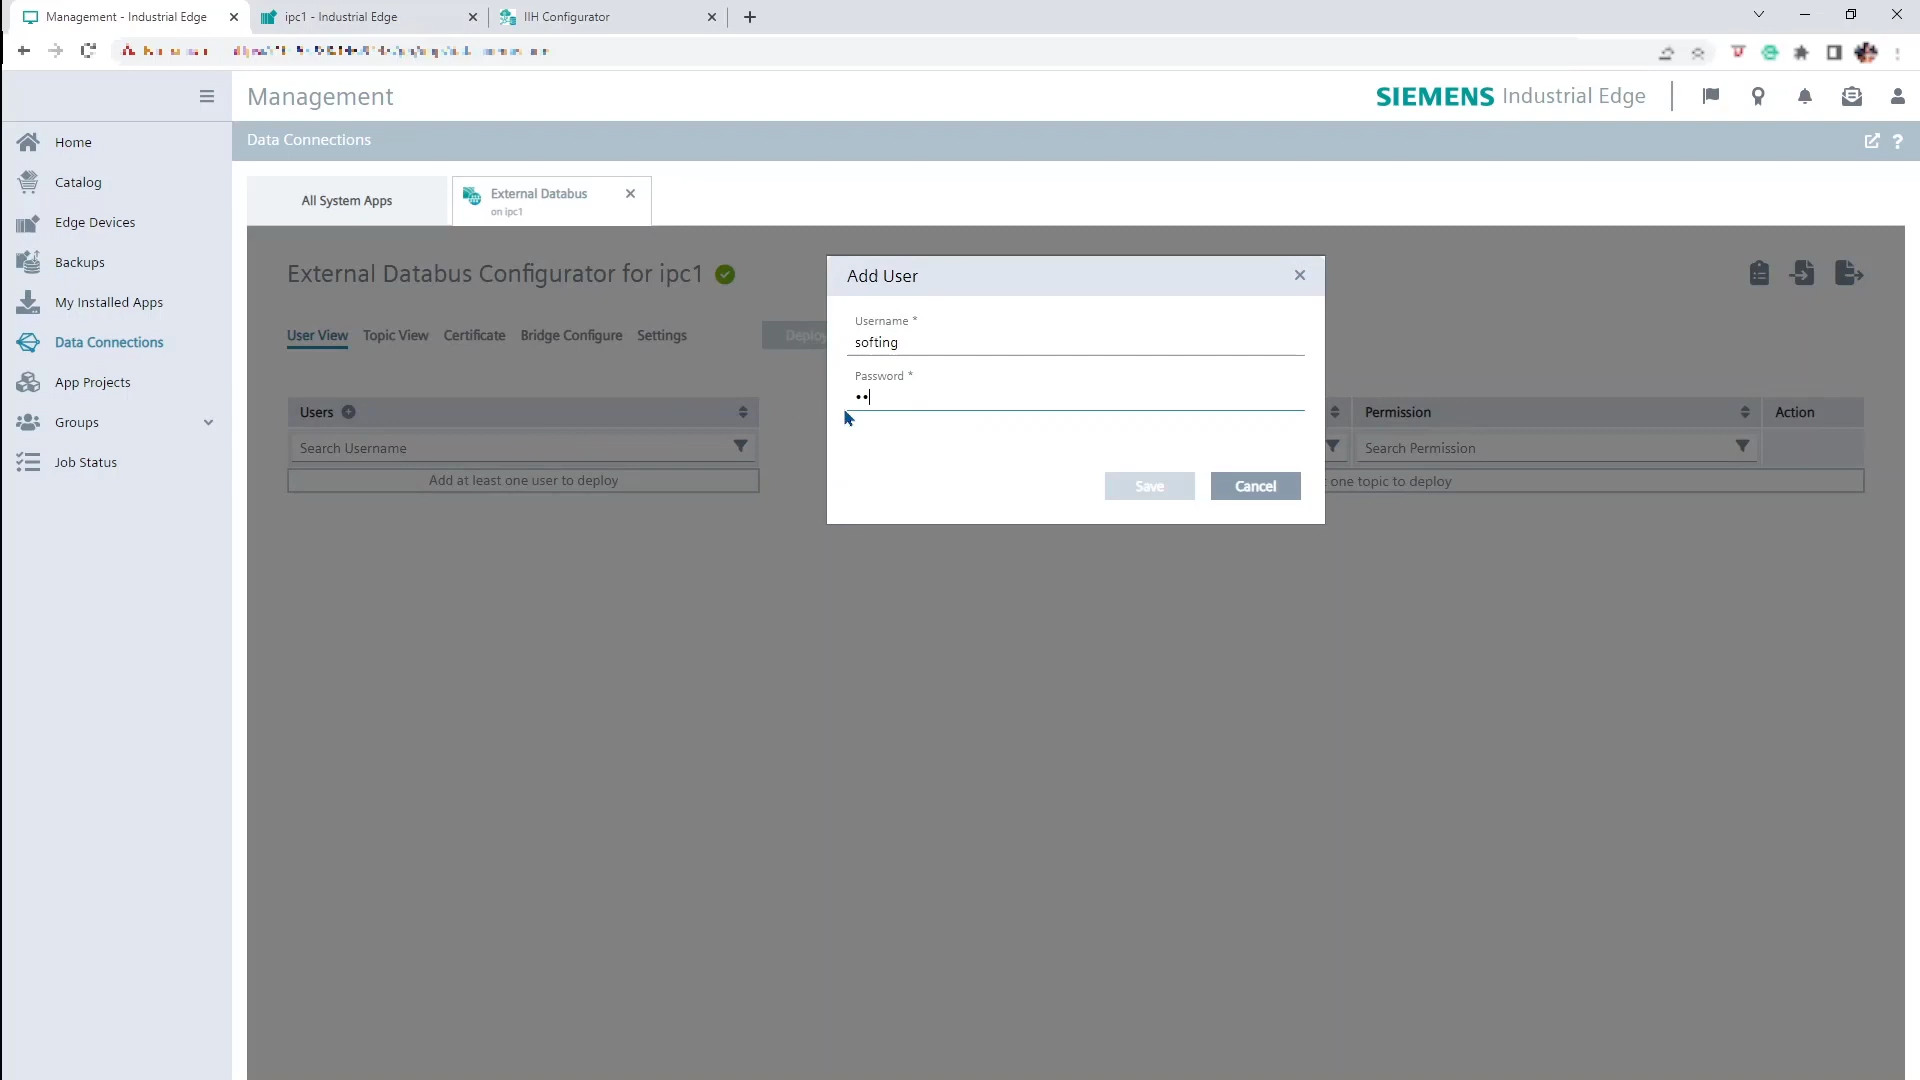 Management - Industrial Edge
ipc1 - Industrial Edge
IIH Configurator
Management
SIEMENS Industrial Edge
Home
Catalog
Edge Devices
Backups
My Installed Apps
Data Connections
App Projects
Groups
Job Status
Data Connections
All System Apps
External Databus
on ipc1
External Databus Configurator for ipc1
User View Topic View Certificate Bridge Configure Settings Deploy
Users
Search Username
Add at least one user to deploy
Permission
Action
Search Permission
one topic to deploy
Add User
Username *
softing
Password *
••
Save Cancel